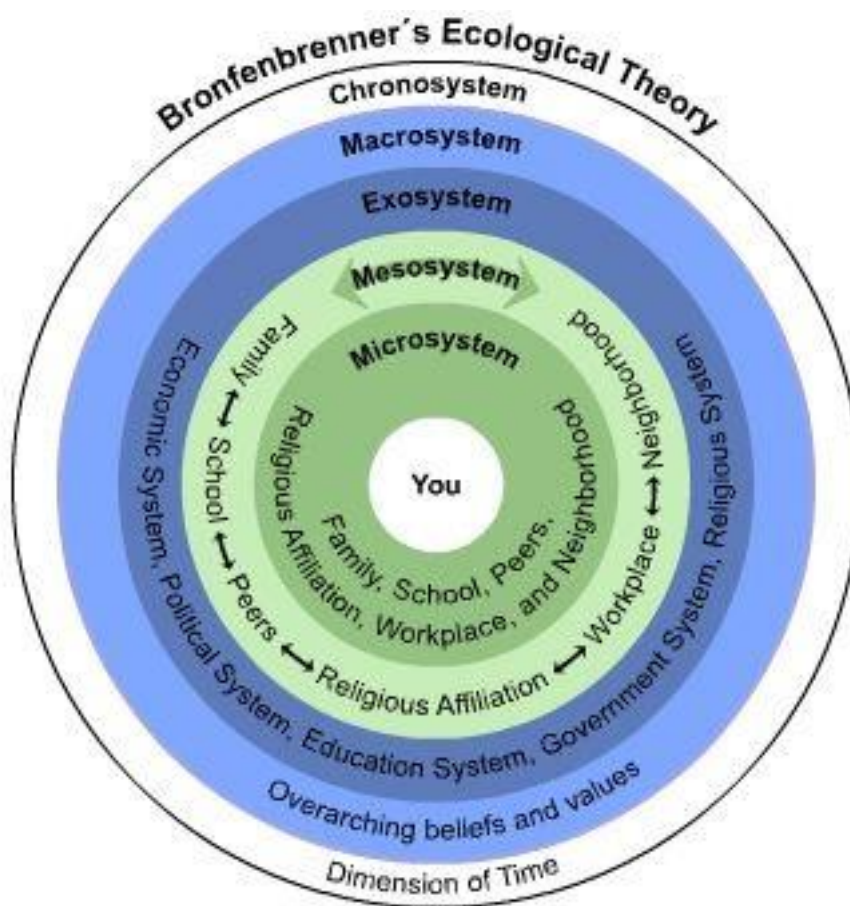 Bronfenbrenner´s Ecological Theory
Chronosystem
Macrosystem
Exosystem
Mesosystem
Microsystem
You
Family, School, Peers,
Religious Affiliation, Workplace, and Neighborhood
Family ↔ School ↔ Peers ↔ Religious Affiliation ↔ Workplace ↔ Neighborhood
Economic System, Political System, Education System, Government System, Religious System
Overarching beliefs and values
Dimension of Time